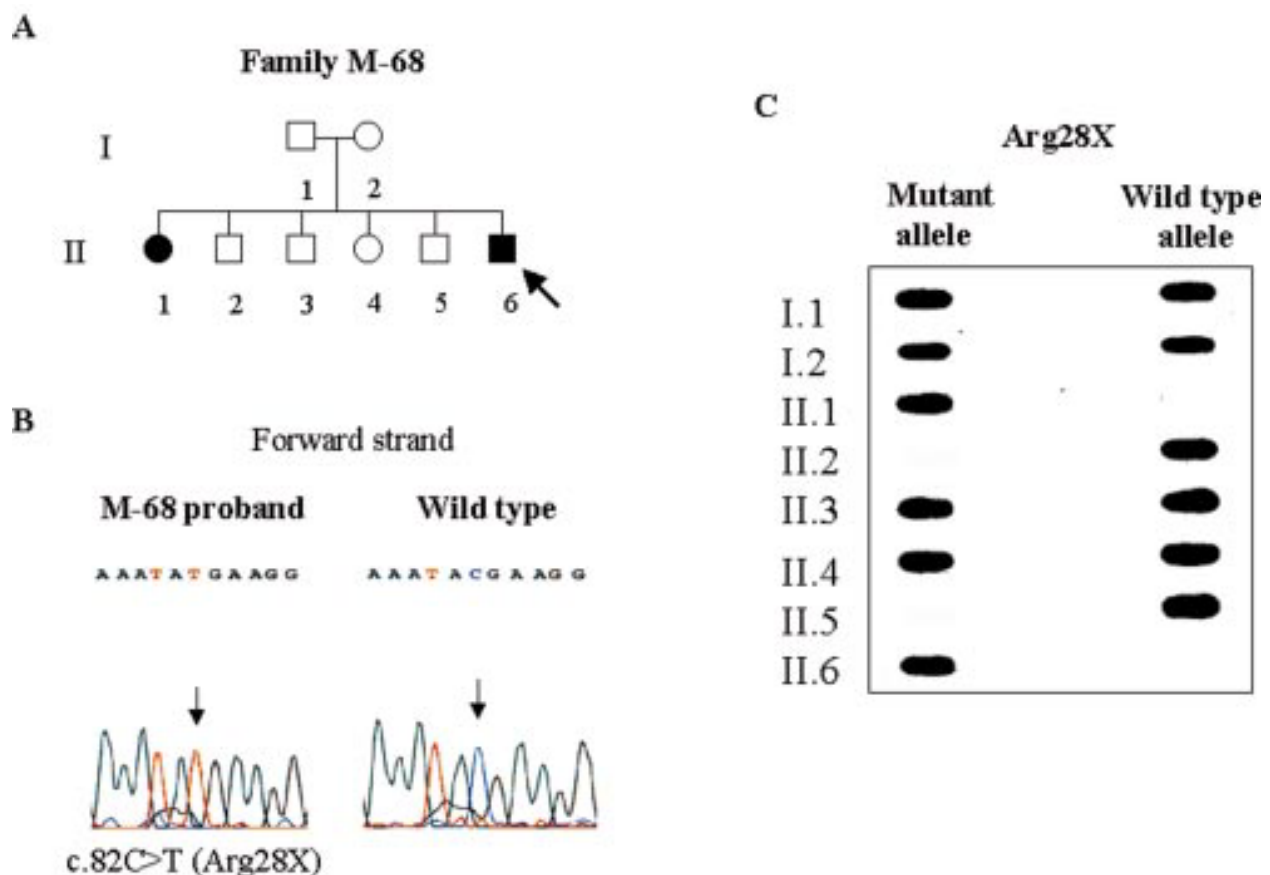 A
Family M-68
I
1 2
II
1 2 3 4 5 6
B
Forward strand
M-68 proband Wild type
AAATATGAAGG AAATACGAAGG
c.82C>T (Arg28X)
C
Arg28X
Mutant allele Wild type allele
I.1
I.2
II.1
II.2
II.3
II.4
II.5
II.6